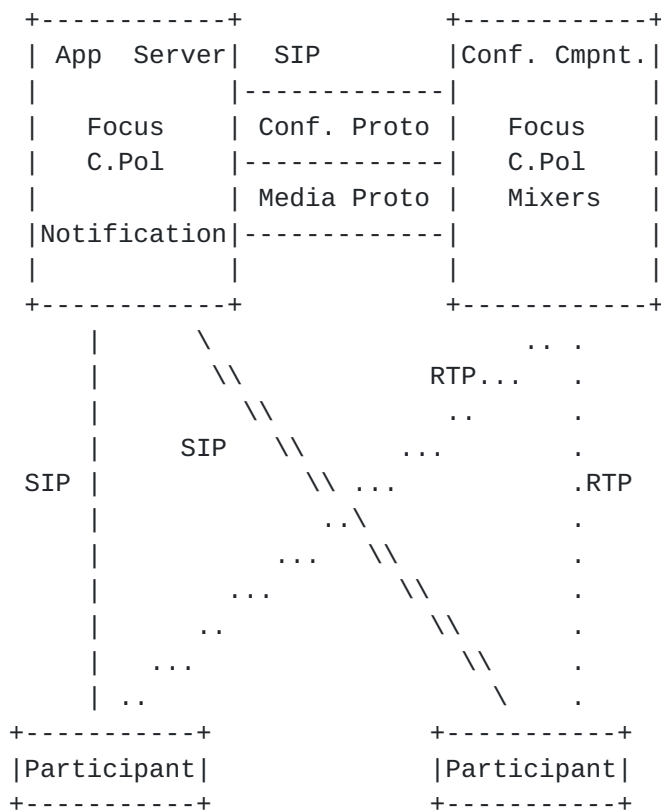 App Server SIP Conf. Cmpnt.
Focus Conf. Proto Focus
C.Pol C.Pol
Media Proto Mixers
Notification
RTP
SIP
SIP RTP
Participant Participant